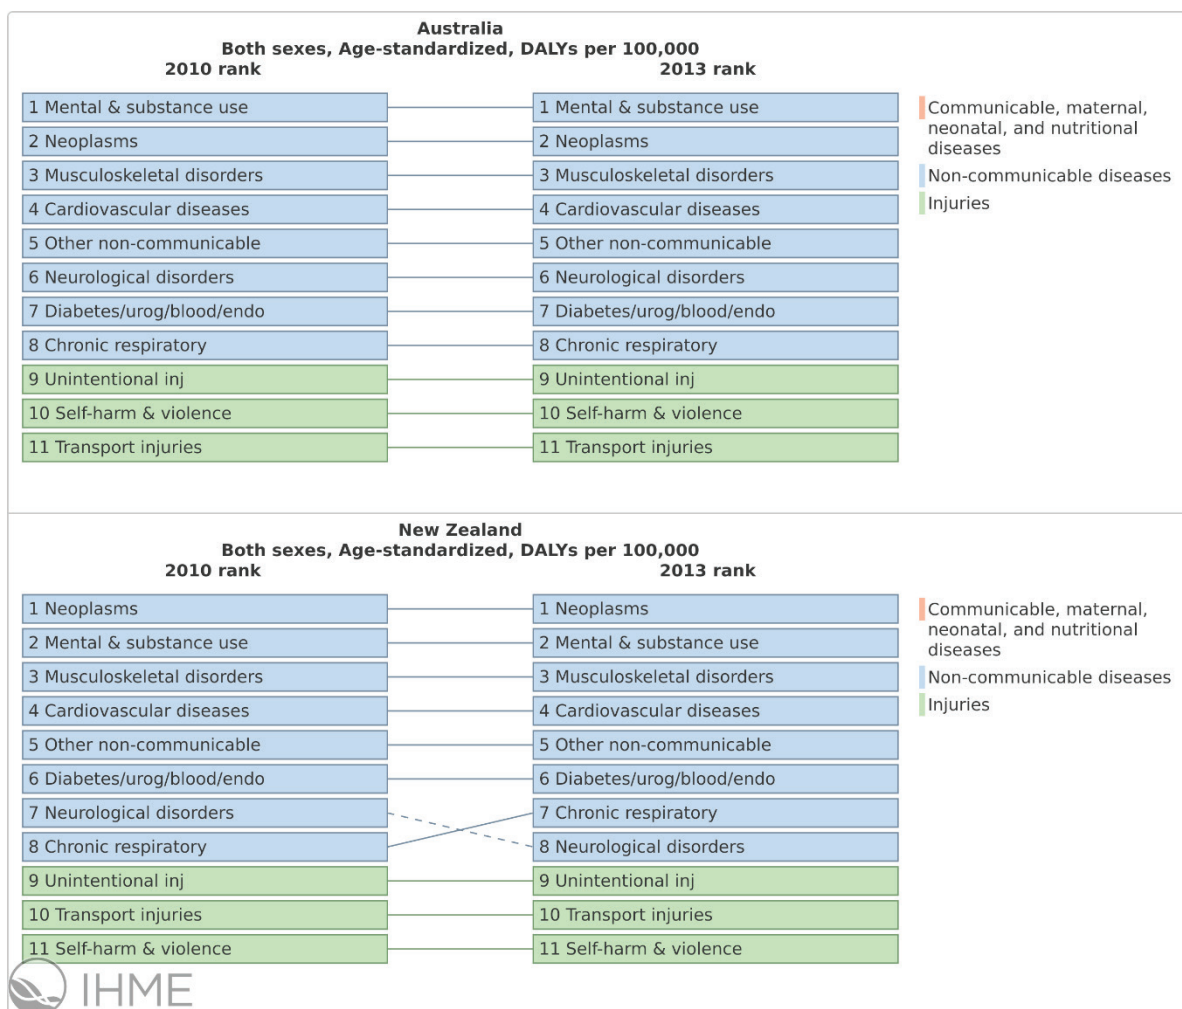 Australia
Both sexes, Age-standardized, DALYs per 100,000
2010 rank
2013 rank
1 Mental & substance use
1 Mental & substance use
2 Neoplasms
2 Neoplasms
3 Musculoskeletal disorders
3 Musculoskeletal disorders
4 Cardiovascular diseases
4 Cardiovascular diseases
5 Other non-communicable
5 Other non-communicable
6 Neurological disorders
6 Neurological disorders
7 Diabetes/urog/blood/endo
7 Diabetes/urog/blood/endo
8 Chronic respiratory
8 Chronic respiratory
9 Unintentional inj
9 Unintentional inj
10 Self-harm & violence
10 Self-harm & violence
11 Transport injuries
11 Transport injuries
Communicable, maternal,
neonatal, and nutritional
diseases
Non-communicable diseases
Injuries
New Zealand
Both sexes, Age-standardized, DALYs per 100,000
2010 rank
2013 rank
1 Neoplasms
1 Neoplasms
2 Mental & substance use
2 Mental & substance use
3 Musculoskeletal disorders
3 Musculoskeletal disorders
4 Cardiovascular diseases
4 Cardiovascular diseases
5 Other non-communicable
5 Other non-communicable
6 Diabetes/urog/blood/endo
6 Diabetes/urog/blood/endo
7 Neurological disorders
7 Chronic respiratory
8 Chronic respiratory
8 Neurological disorders
9 Unintentional inj
9 Unintentional inj
10 Transport injuries
10 Transport injuries
11 Self-harm & violence
11 Self-harm & violence
Communicable, maternal,
neonatal, and nutritional
diseases
Non-communicable diseases
Injuries
IHME